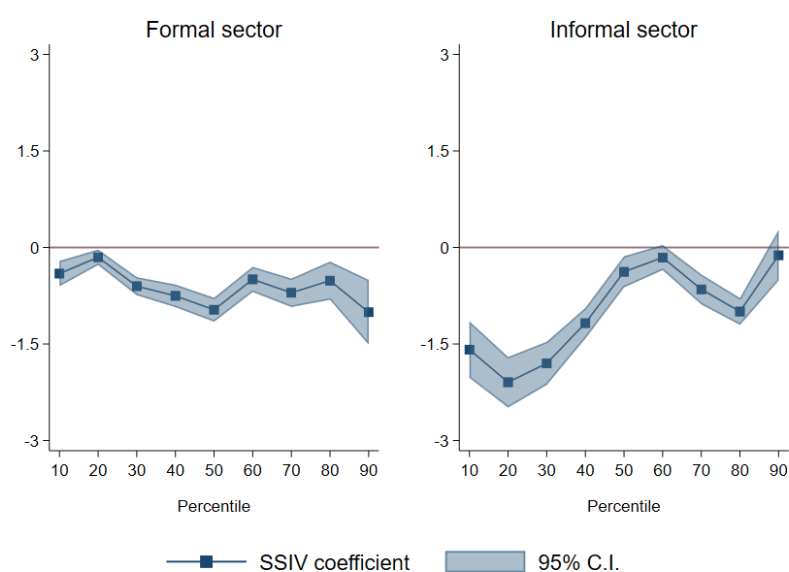 Formal sector
Informal sector
3
1.5
0
-1.5
-3
10 20 30 40 50 60 70 80 90
Percentile
3
1.5
0
-1.5
-3
10 20 30 40 50 60 70 80 90
Percentile
SSIV coefficient
95% C.I.